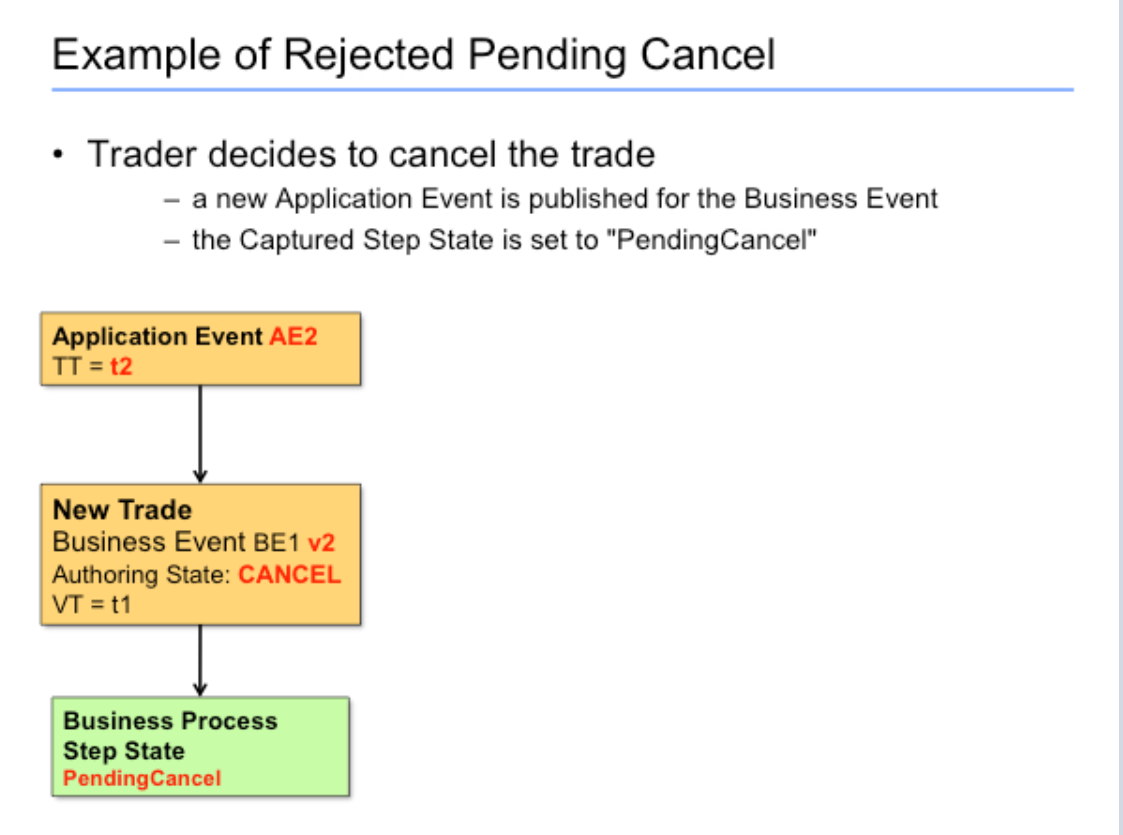 Example of Rejected Pending Cancel
• Trader decides to cancel the trade
– a new Application Event is published for the Business Event
– the Captured Step State is set to "PendingCancel"
Application Event AE2
TT = t2
New Trade
Business Event BE1 v2
Authoring State: CANCEL
VT = t1
Business Process
Step State
PendingCancel